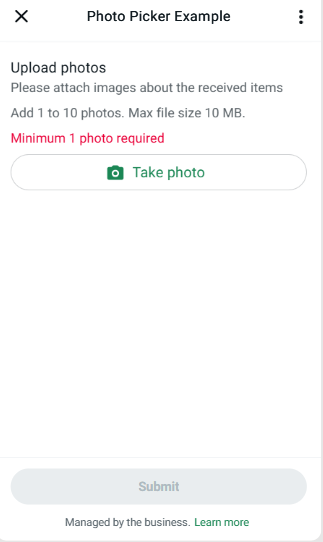 Photo Picker Example
Upload photos
Please attach images about the received items
Add 1 to 10 photos. Max file size 10 MB.
Minimum 1 photo required
Take photo
Submit
Managed by the business. Learn more